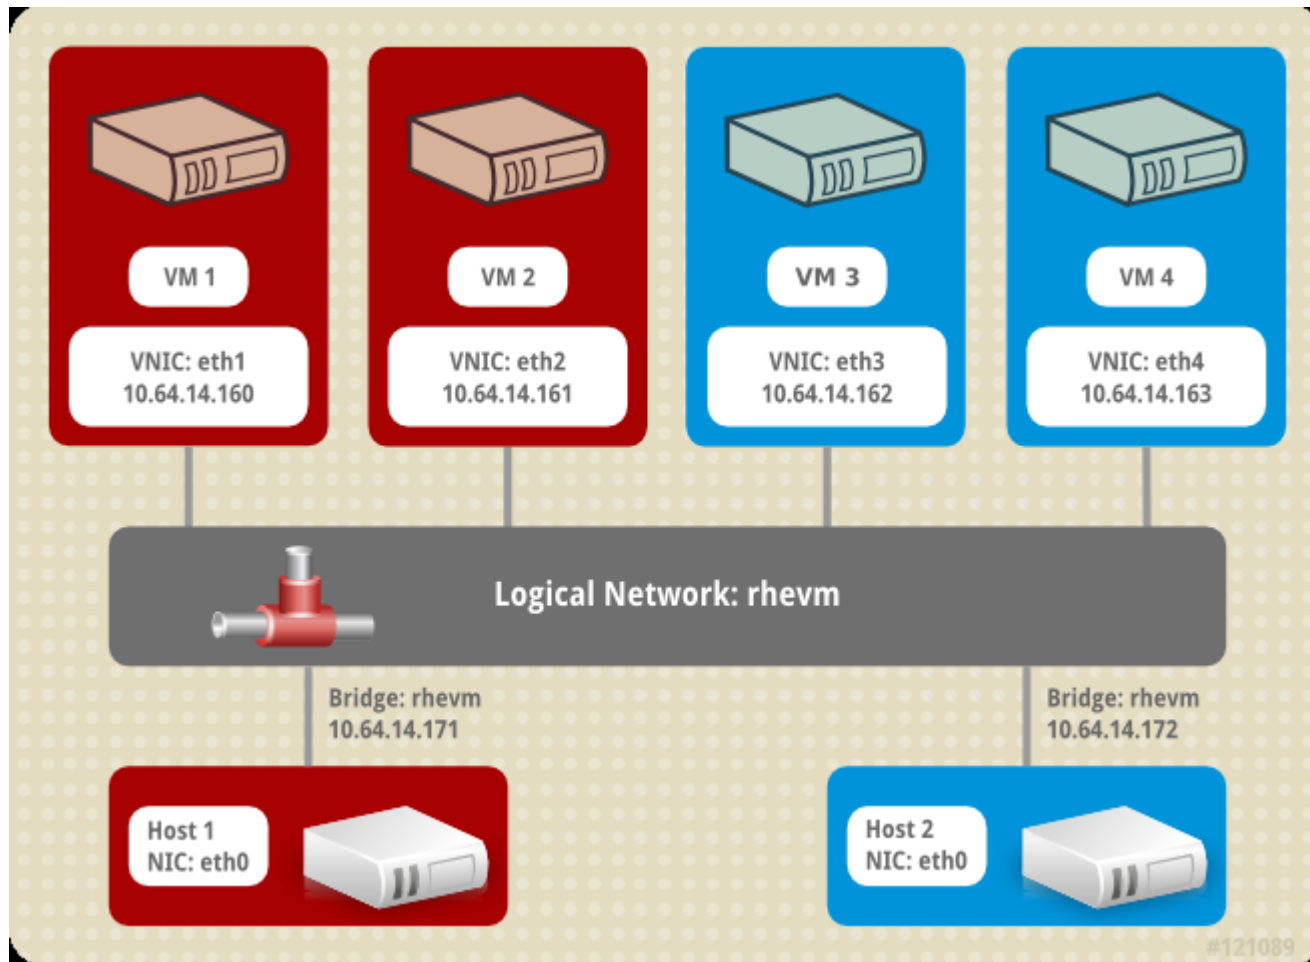 VM 1
VM 2
VM 3
VM 4
VNIC: eth1
10.64.14.160
VNIC: eth2
10.64.14.161
VNIC: eth3
10.64.14.162
VNIC: eth4
10.64.14.163
Logical Network: rhevm
Bridge: rhevm
10.64.14.171
Bridge: rhevm
10.64.14.172
Host 1
NIC: eth0
Host 2
NIC: eth0
#121089